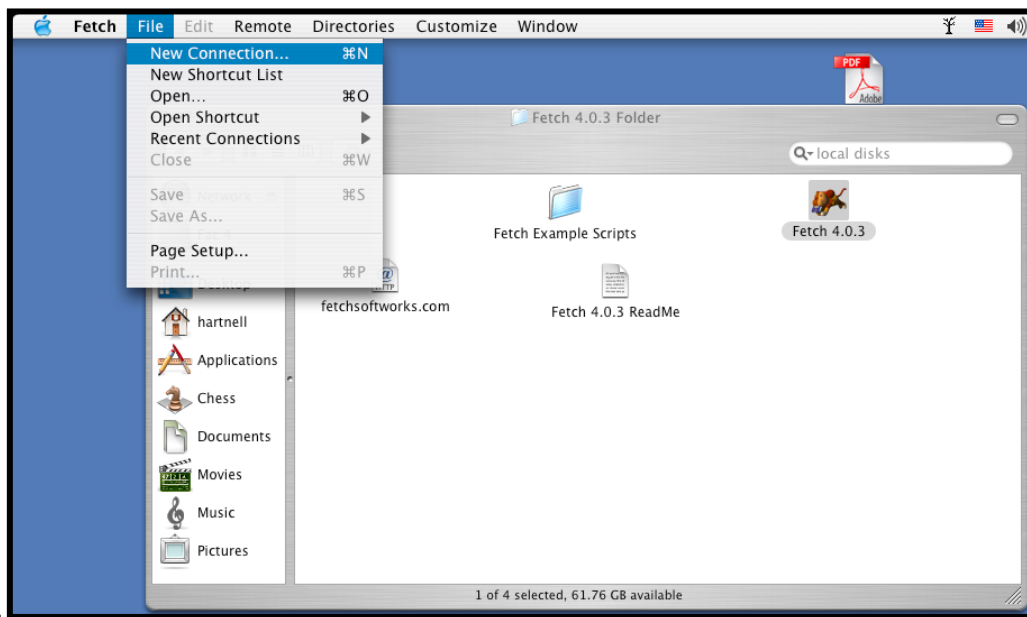 Fetch File Edit Remote Directories Customize Window
New Connection... ⌘N
New Shortcut List
Open... ⌘O
Open Shortcut ▶
Recent Connections ▶
Close ⌘W
Save ⌘S
Save As...
Page Setup...
Print... ⌘P
PDF
Adobe
Fetch 4.0.3 Folder
local disks
Network
Desktop
hartnell
Applications
Chess
Documents
Movies
Music
Pictures
Fetch Example Scripts
Fetch 4.0.3
@
HTTP
fetchsoftworks.com
Fetch 4.0.3 ReadMe
1 of 4 selected, 61.76 GB available